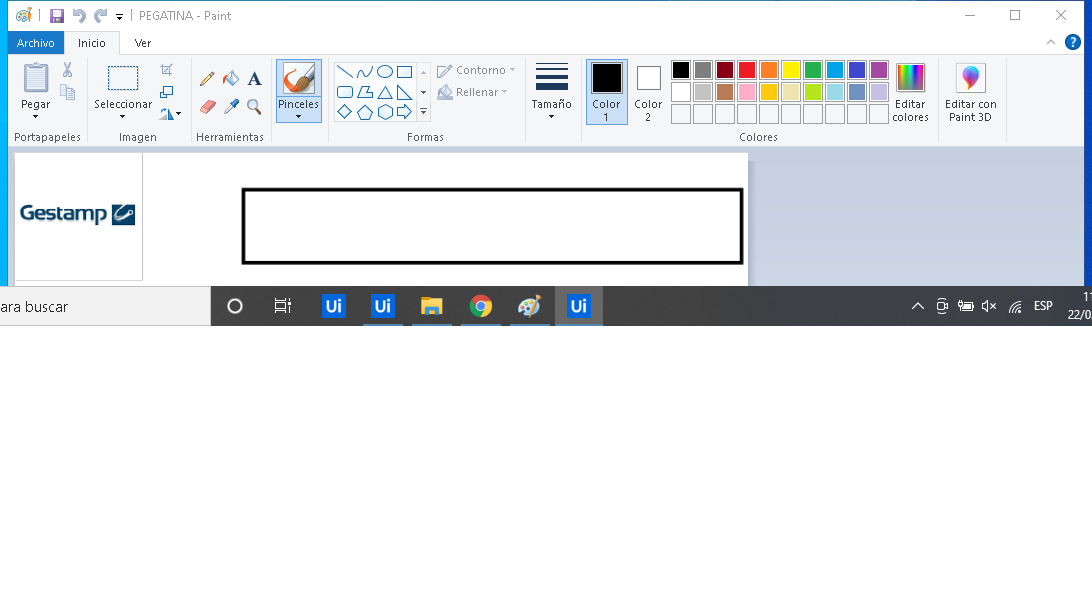 PEGATINA - Paint
Archivo Inicio Ver
Pegar
Seleccionar
A
Pinceles
Contorno
Rellenar
Tamaño
Color 1
Color 2
Editar colores
Editar con Paint 3D
Portapapeles Imagen Herramientas Formas Colores
Gestamp
ara buscar
Ui Ui Ui
ESP
11
22/0